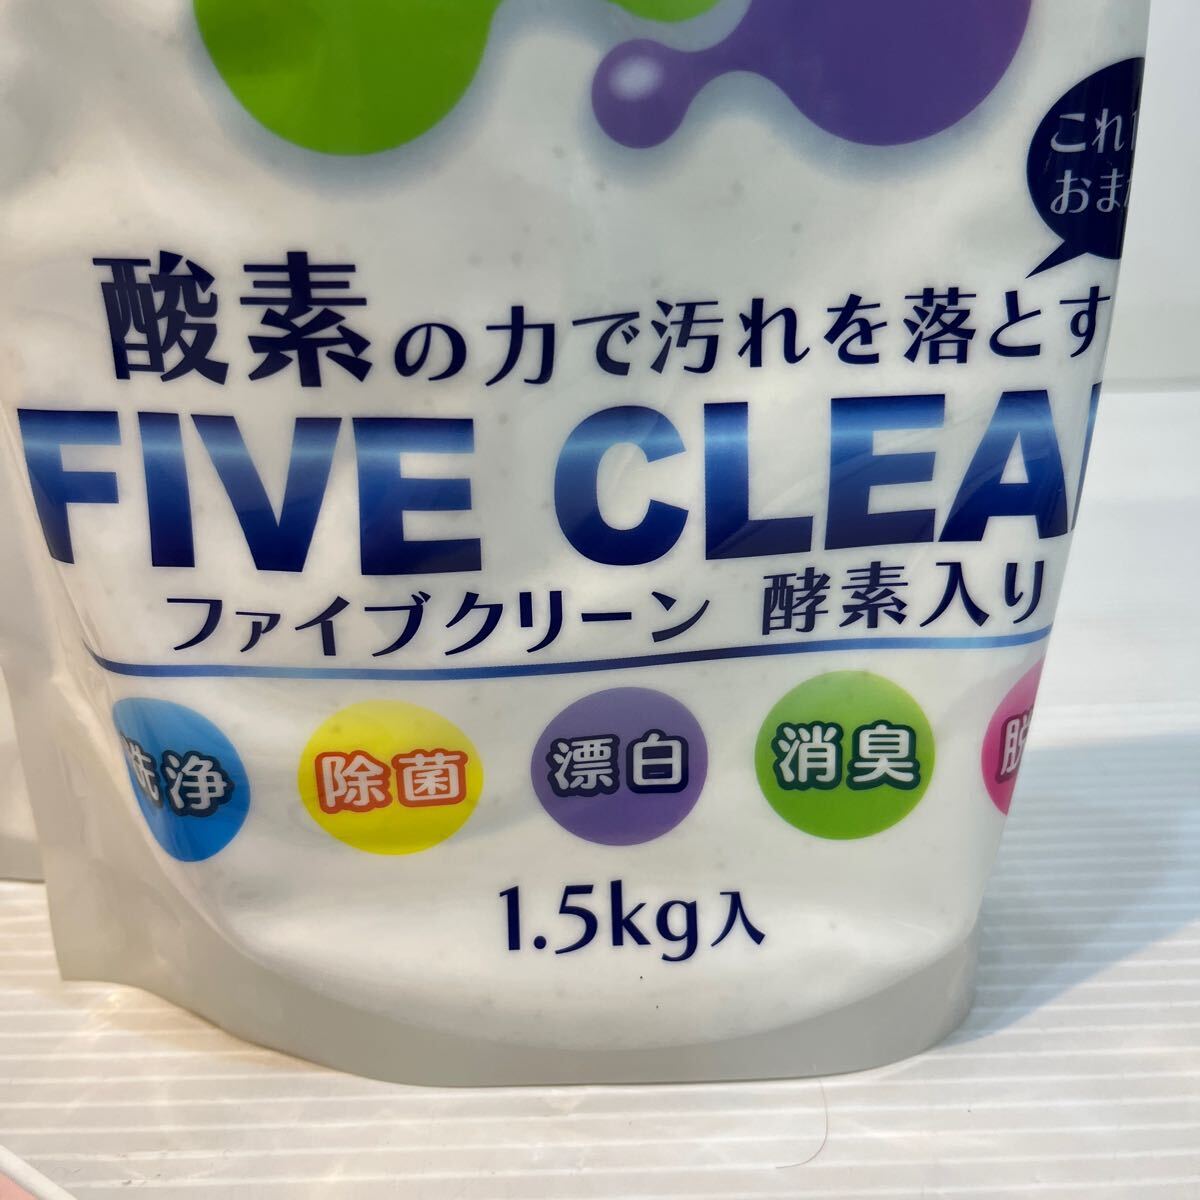 これ
おま
酸素の力で汚れを落とす
FIVE CLEA
ファイブクリーン 酵素入り
洗浄
除菌
漂白
消臭
脱
1.5kg入